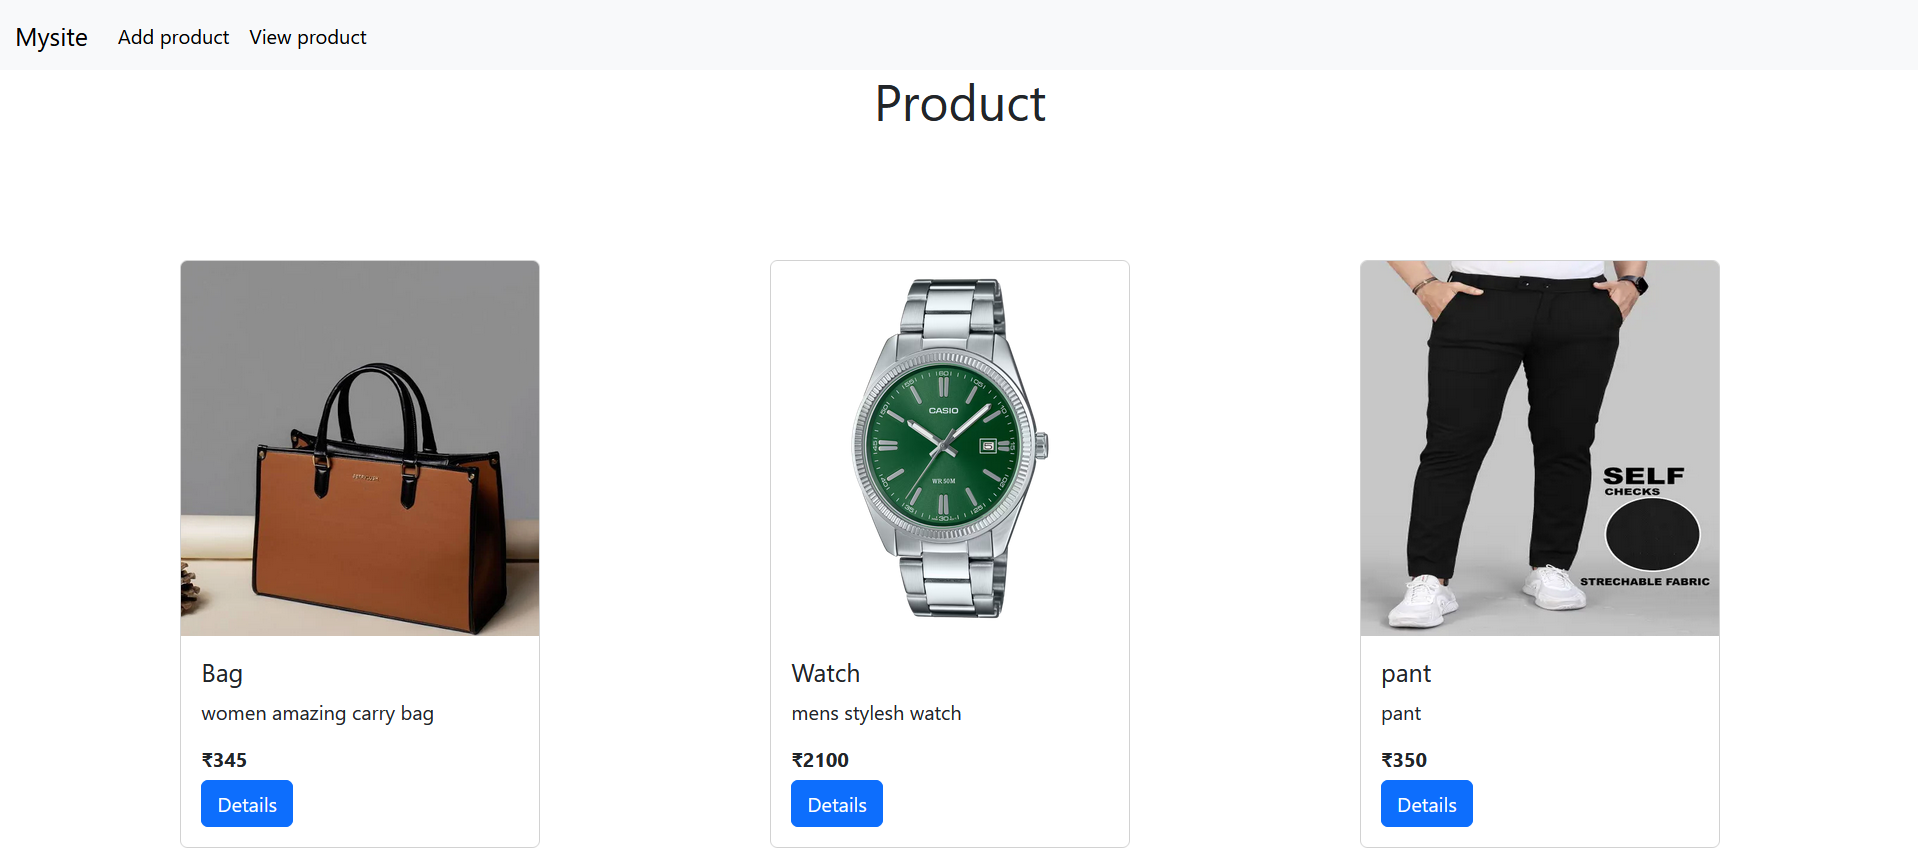 Mysite Add product View product
Product
CASIO
WR 50M
SELF
CHECKS
STRECHABLE FABRIC
Bag
women amazing carry bag
₹345
Details
Watch
mens stylesh watch
₹2100
Details
pant
pant
₹350
Details